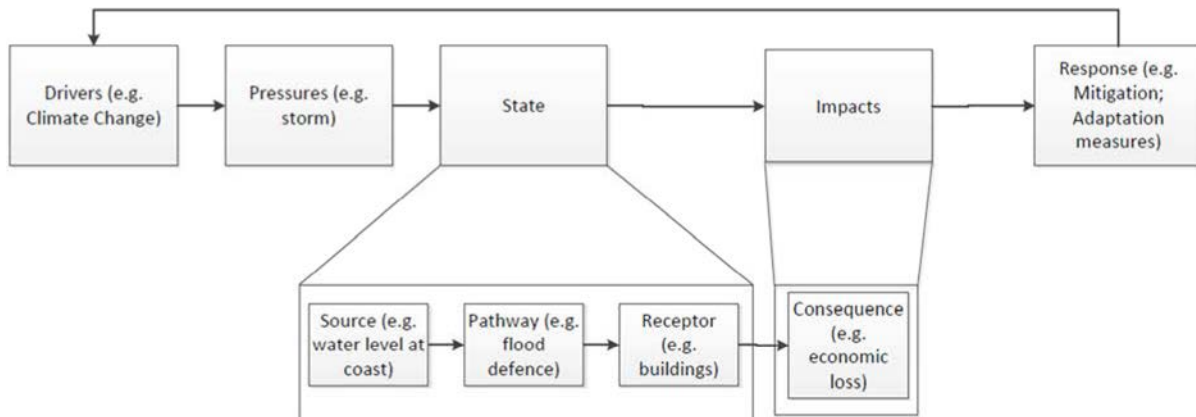 Drivers (e.g.
Climate Change)
Pressures (e.g.
storm)
State
Impacts
Response (e.g.
Mitigation;
Adaptation
measures)
Source (e.g.
water level at
coast)
Pathway (e.g.
flood
defence)
Receptor
(e.g.
buildings)
Consequence
(e.g.
economic
loss)